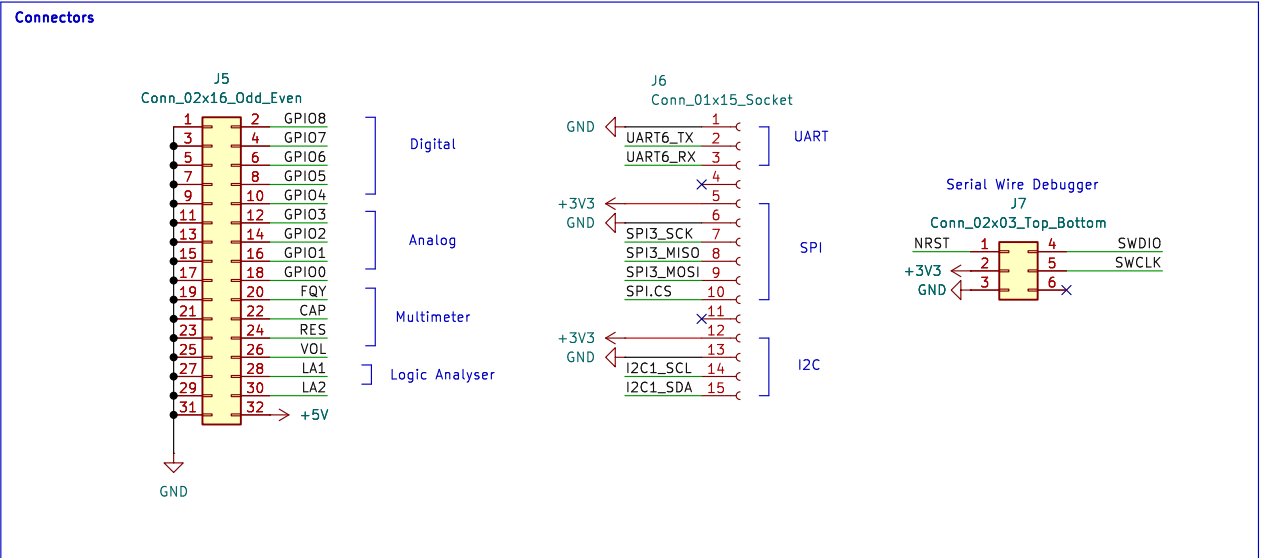 Connectors
J5
Conn_02x16_Odd_Even
1 2 GPIO8
3 4 GPIO7
5 6 GPIO6
7 8 GPIO5
9 10 GPIO4
11 12 GPIO3
13 14 GPIO2
15 16 GPIO1
17 18 GPIO0
19 20 FQY
21 22 CAP
23 24 RES
25 26 VOL
27 28 LA1
29 30 LA2
31 32 +5V
GND
Digital
Analog
Multimeter
Logic Analyser
J6
Conn_01x15_Socket
GND 1
UART6_TX 2
UART6_RX 3
4
+3V3 5
GND 6
SPI3_SCK 7
SPI3_MISO 8
SPI3_MOSI 9
SPI.CS 10
11
+3V3 12
GND 13
I2C1_SCL 14
I2C1_SDA 15
UART
SPI
I2C
Serial Wire Debugger
J7
Conn_02x03_Top_Bottom
NRST 1 4 SWDIO
+3V3 2 5 SWCLK
GND 3 6